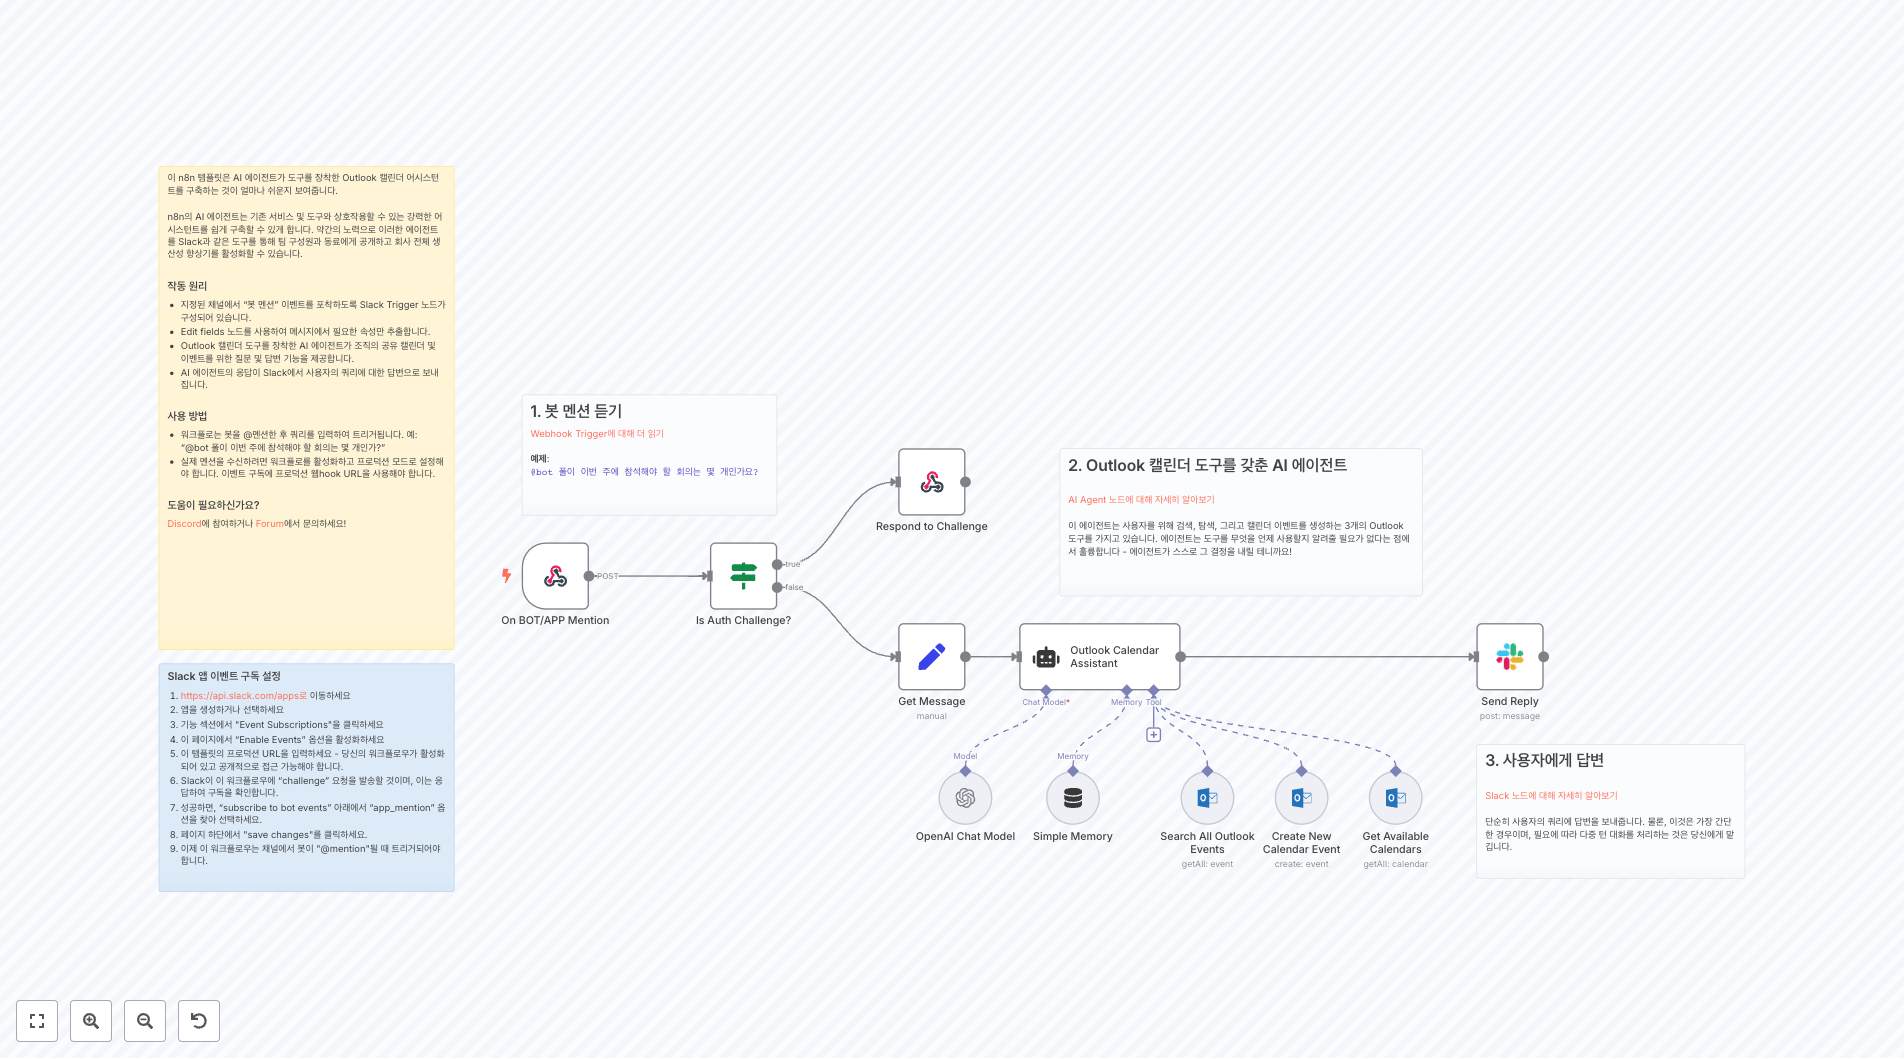 이 n8n 템플릿은 AI 에이전트가 도구를 장착한 Outlook 캘린더 어시스턴
트를 구축하는 것이 얼마나 쉬운지 보여줍니다.
n8n의 AI 에이전트는 기존 서비스 및 도구와 상호작용할 수 있는 강력한 어
시스턴트를 쉽게 구축할 수 있게 합니다. 약간의 노력으로 이러한 에이전트
를 Slack과 같은 도구를 통해 팀 구성원과 동료에게 공개하고 회사 전체 생
산성 향상기를 활성화할 수 있습니다.
작동 원리
• 지정된 채널에서 “봇 멘션” 이벤트를 포착하도록 Slack Trigger 노드가
구성되어 있습니다.
• Edit fields 노드를 사용하여 메시지에서 필요한 속성만 추출합니다.
• Outlook 캘린더 도구를 장착한 AI 에이전트가 조직의 공유 캘린더 및
이벤트를 위한 질문 및 답변 기능을 제공합니다.
• AI 에이전트의 응답이 Slack에서 사용자의 쿼리에 대한 답변으로 보내
집니다.
사용 방법
• 워크플로는 봇을 @멘션한 후 쿼리를 입력하여 트리거됩니다. 예:
“@bot 폴이 이번 주에 참석해야 할 회의는 몇 개인가?”
• 실제 멘션을 수신하려면 워크플로를 활성화하고 프로덕션 모드로 설정해
야 합니다. 이벤트 구독에 프로덕션 웹hook URL을 사용해야 합니다.
도움이 필요하신가요?
Discord에 참여하거나 Forum에서 문의하세요!
Slack 앱 이벤트 구독 설정
1. https://api.slack.com/apps로 이동하세요
2. 앱을 생성하거나 선택하세요
3. 기능 섹션에서 "Event Subscriptions"을 클릭하세요
4. 이 페이지에서 “Enable Events” 옵션을 활성화하세요
5. 이 템플릿의 프로덕션 URL을 입력하세요 - 당신의 워크플로우가 활성화
되어 있고 공개적으로 접근 가능해야 합니다.
6. Slack이 이 워크플로우에 “challenge” 요청을 발송할 것이며, 이는 응
답하여 구독을 확인합니다.
7. 성공하면, “subscribe to bot events” 아래에서 “app_mention” 옵
션을 찾아 선택하세요.
8. 페이지 하단에서 "save changes"를 클릭하세요.
9. 이제 이 워크플로우는 채널에서 봇이 "@mention"될 때 트리거되어야
합니다.
1. 봇 멘션 듣기
Webhook Trigger에 대해 더 읽기
예제:
@bot 폴이 이번 주에 참석해야 할 회의는 몇 개인가요?
On BOT/APP Mention
POST
Is Auth Challenge?
true
false
Respond to Challenge
Get Message
manual
2. Outlook 캘린더 도구를 갖춘 AI 에이전트
AI Agent 노드에 대해 자세히 알아보기
이 에이전트는 사용자를 위해 검색, 탐색, 그리고 캘린더 이벤트를 생성하는 3개의 Outlook
도구를 가지고 있습니다. 에이전트는 도구를 무엇을 언제 사용할지 알려줄 필요가 없다는 점에
서 훌륭합니다 - 에이전트가 스스로 그 결정을 내릴 테니까요!
Outlook Calendar
Assistant
Chat Model*
Memory
Tool
Model
Memory
OpenAI Chat Model
Simple Memory
Search All Outlook
Events
getAll: event
Create New
Calendar Event
create: event
Get Available
Calendars
getAll: calendar
Send Reply
post: message
3. 사용자에게 답변
Slack 노드에 대해 자세히 알아보기
단순히 사용자의 쿼리에 답변을 보내줍니다. 물론, 이것은 가장 간단
한 경우이며, 필요에 따라 다중 턴 대화를 처리하는 것은 당신에게 맡
깁니다.